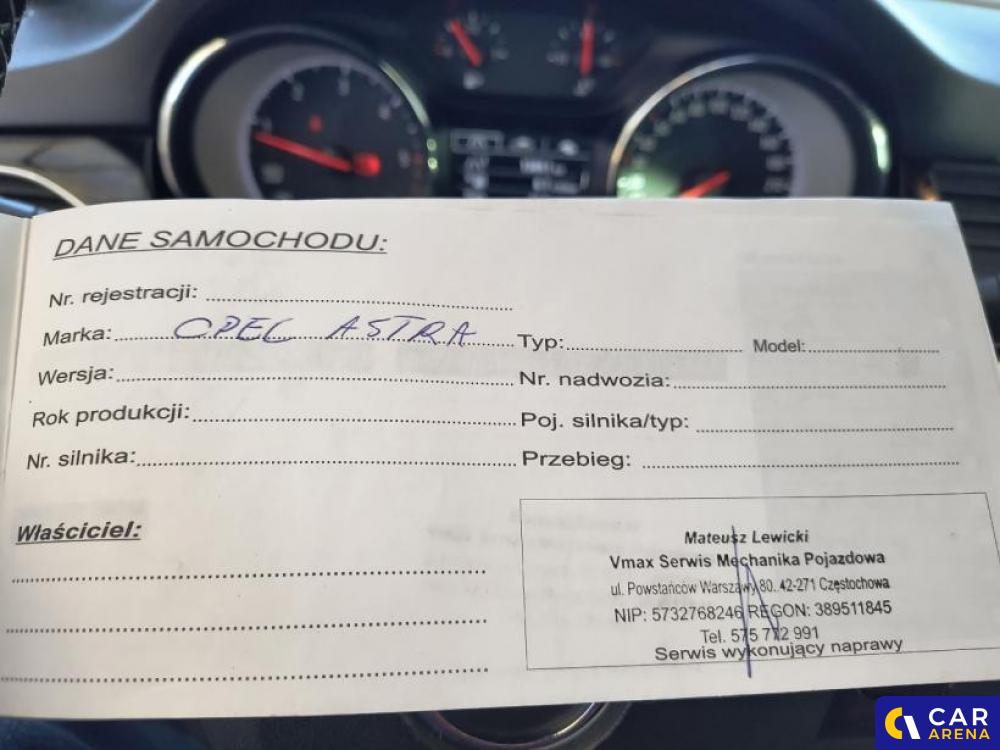 DANE SAMOCHODU:
Nr. rejestracji:
Marka: OPEL ASTRA Typ: Model:
Wersja: Nr. nadwozia:
Rok produkcji: Poj. silnika/typ:
Nr. silnika: Przebieg:
Właściciel:
Mateusz Lewicki
Vmax Serwis Mechanika Pojazdowa
ul. Powstańców Warszawy 80. 42-271 Częstochowa
NIP: 5732768246 REGON: 389511845
Tel. 575 772 991
Serwis wykonujący naprawy
CAR
ARENA